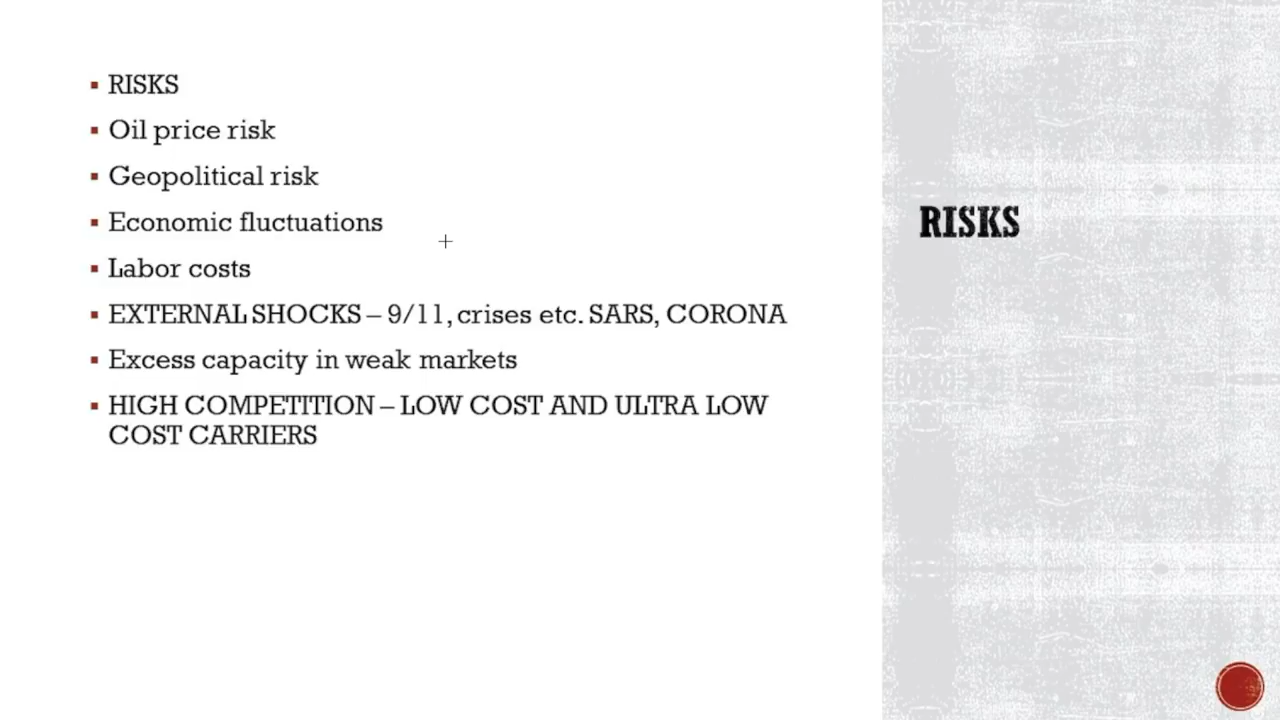 RISKS
Oil price risk
Geopolitical risk
Economic fluctuations
Labor costs
EXTERNAL SHOCKS – 9/11, crises etc. SARS, CORONA
Excess capacity in weak markets
HIGH COMPETITION – LOW COST AND ULTRA LOW
COST CARRIERS
RISKS